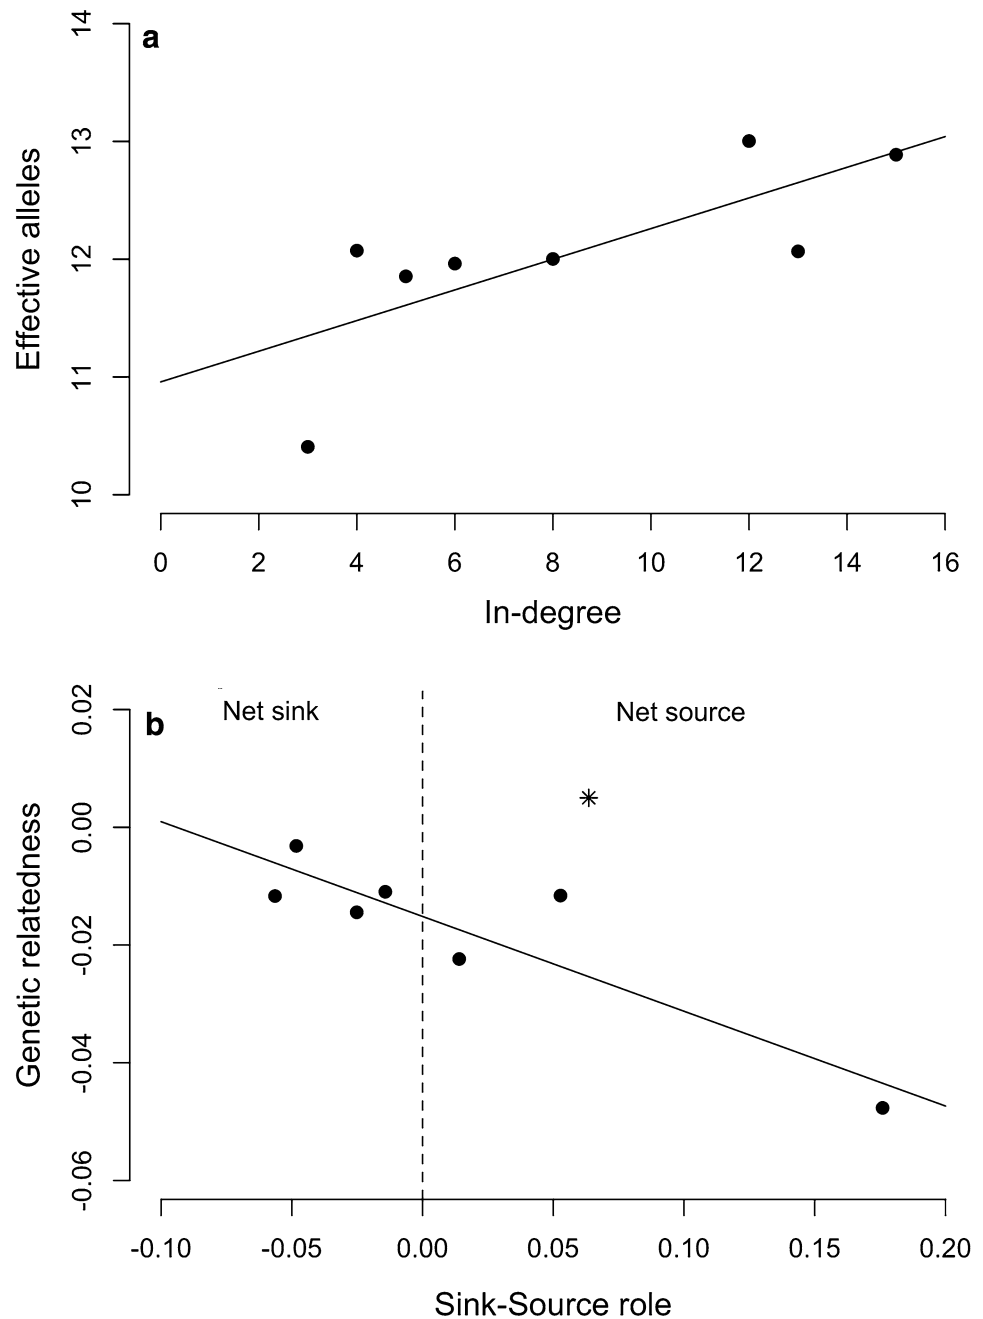 a
14
13
12
11
10
Effective alleles
0 2 4 6 8 10 12 14 16
In-degree
b
Net sink Net source
0.02
0.00
-0.02
-0.04
-0.06
Genetic relatedness
-0.10 -0.05 0.00 0.05 0.10 0.15 0.20
Sink-Source role